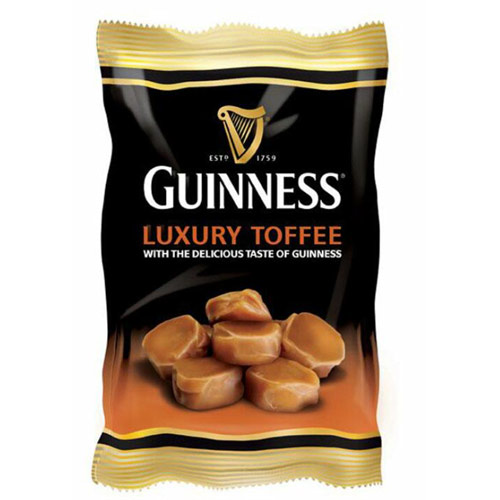 ESTD 1759
GUINNESS®
LUXURY TOFFEE
WITH THE DELICIOUS TASTE OF GUINNESS